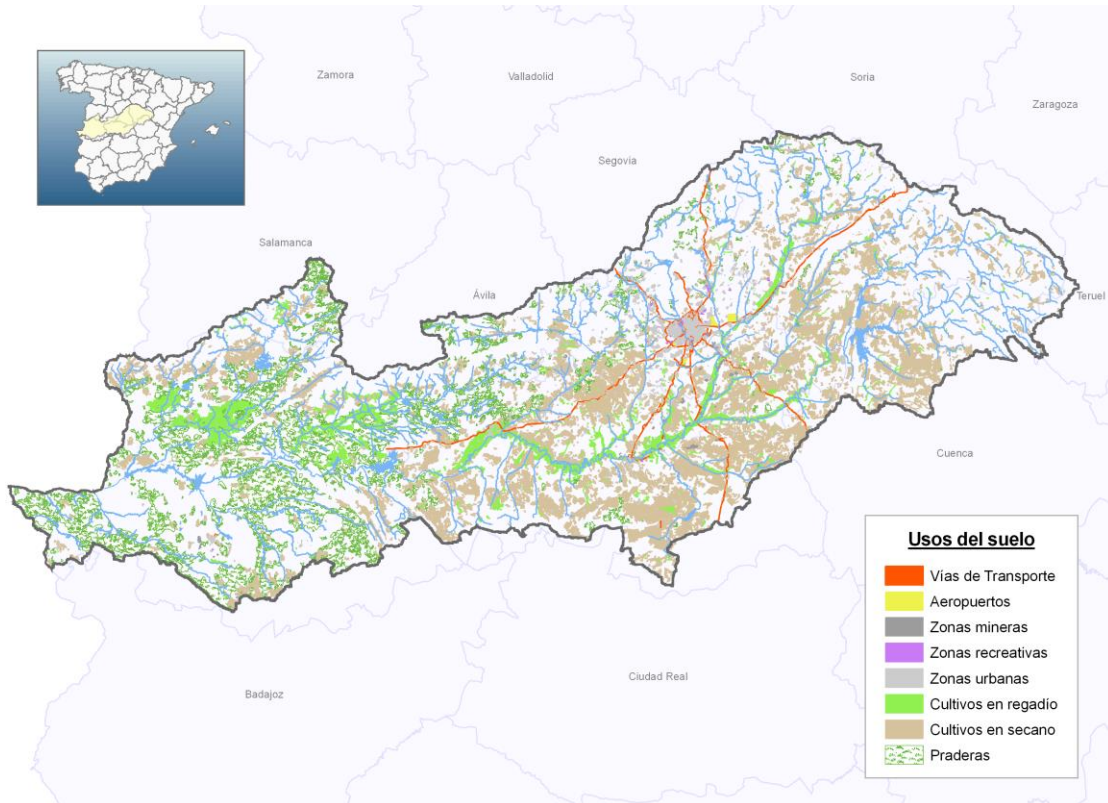 Zamora
Valladolid
Soria
Zaragoza
Segovia
Salamanca
Ávila
Teruel
Cuenca
Badajoz
Ciudad Real
Usos del suelo
Vías de Transporte
Aeropuertos
Zonas mineras
Zonas recreativas
Zonas urbanas
Cultivos en regadío
Cultivos en secano
Praderas